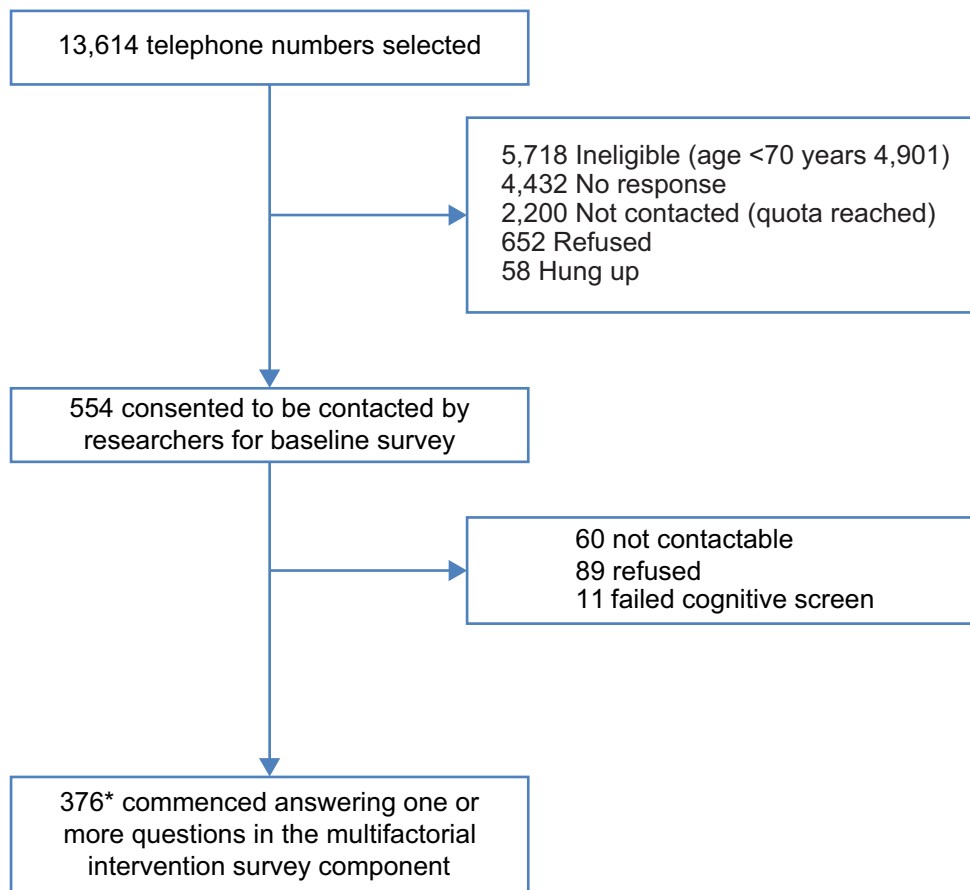 13,614 telephone numbers selected
5,718 Ineligible (age <70 years 4,901)
4,432 No response
2,200 Not contacted (quota reached)
652 Refused
58 Hung up
554 consented to be contacted by
researchers for baseline survey
60 not contactable
89 refused
11 failed cognitive screen
376* commenced answering one or
more questions in the multifactorial
intervention survey component